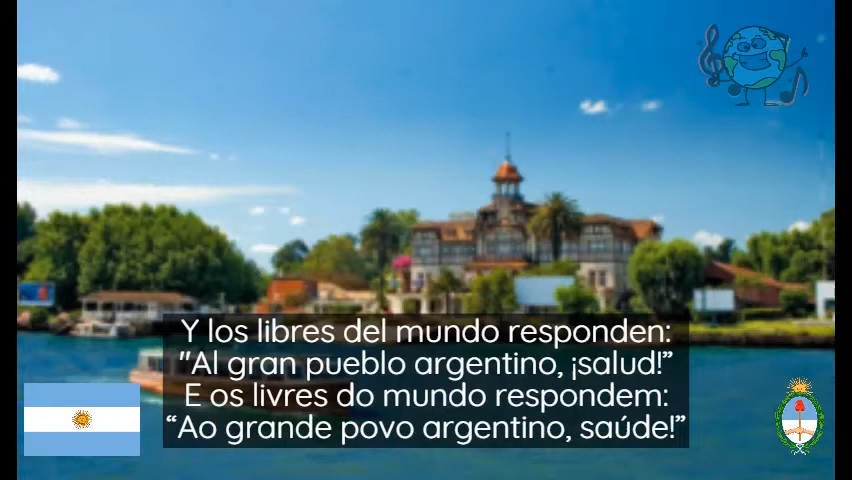 Y los libres del mundo responden:
"Al gran pueblo argentino, ¡salud!”
E os livres do mundo respondem:
“Ao grande povo argentino, saúde!”